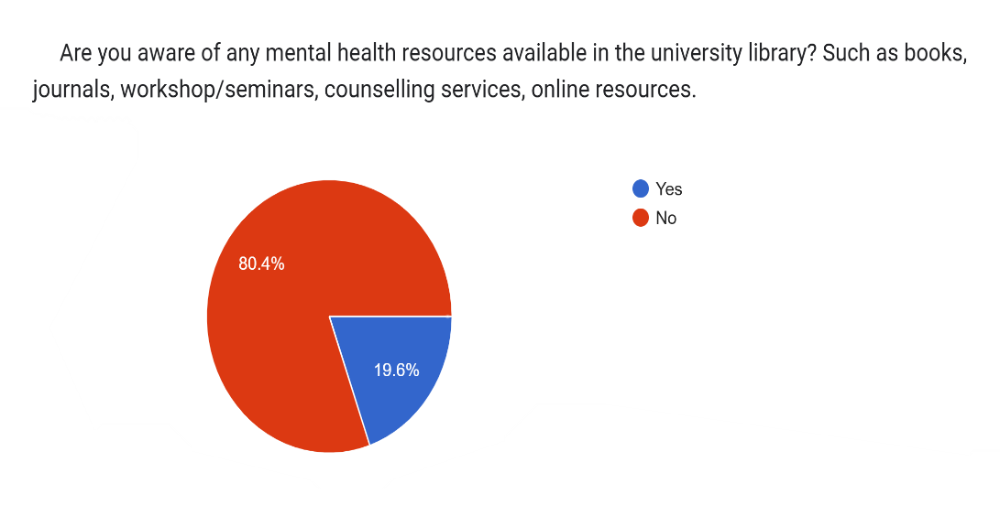 Are you aware of any mental health resources available in the university library? Such as books,
journals, workshop/seminars, counselling services, online resources.
Yes
No
80.4%
19.6%